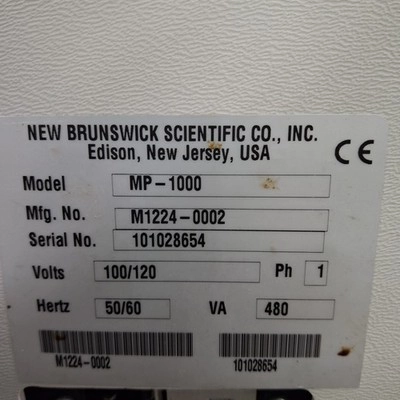 NEW BRUNSWICK SCIENTIFIC CO., INC.
Edison, New Jersey, USA
CE
Model MP-1000
Mfg. No. M1224-0002
Serial No. 101028654
Volts 100/120 Ph 1
Hertz 50/60 VA 480
M1224-0002 101028654